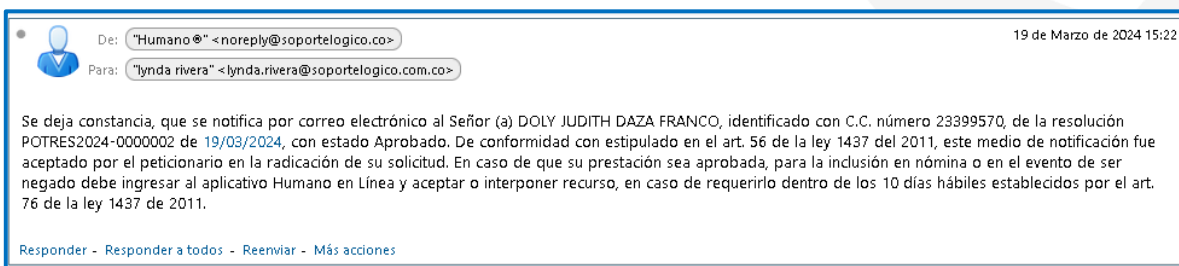 De: "Humano®" <noreply@soportelogico.co>
19 de Marzo de 2024 15:22
Para: "lynda rivera" <lynda.rivera@soportelogico.com.co>
Se deja constancia, que se notifica por correo electrónico al Señor (a) DOLY JUDITH DAZA FRANCO, identificado con C.C. número 23399570, de la resolución
POTRES2024-0000002 de 19/03/2024, con estado Aprobado. De conformidad con estipulado en el art. 56 de la ley 1437 del 2011, este medio de notificación fue
aceptado por el peticionario en la radicación de su solicitud. En caso de que su prestación sea aprobada, para la inclusión en nómina o en el evento de ser
negado debe ingresar al aplicativo Humano en Línea y aceptar o interponer recurso, en caso de requerirlo dentro de los 10 días hábiles establecidos por el art.
76 de la ley 1437 de 2011.
Responder - Responder a todos - Reenviar - Más acciones